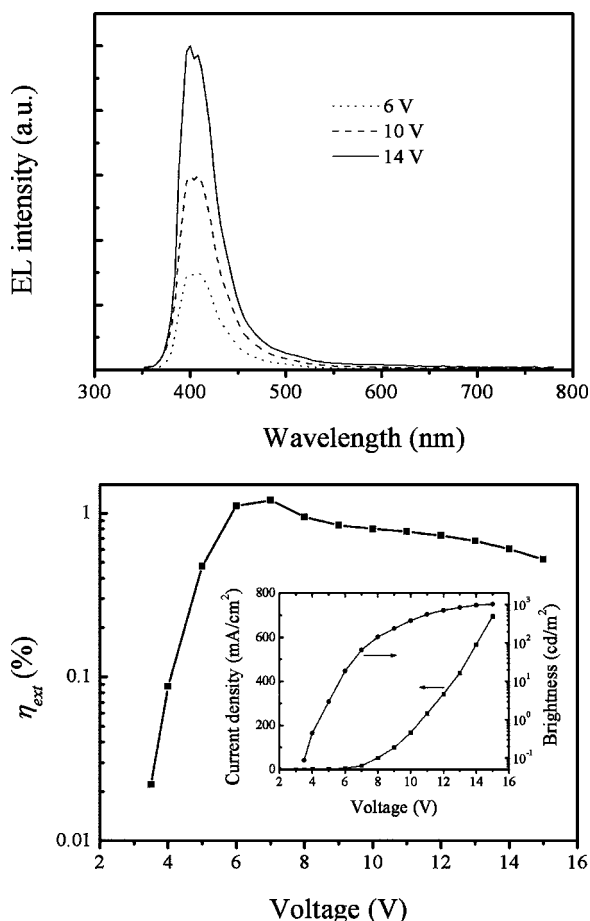 EL intensity (a.u.)
6 V
10 V
14 V
300 400 500 600 700 800
Wavelength (nm)
η_ext (%)
1
0.1
0.01
Current density (mA/cm²)
800
600
400
200
0
Brightness (cd/m²)
10³
10²
10¹
10⁰
10⁻¹
2 4 6 8 10 12 14 16
Voltage (V)
2 4 6 8 10 12 14 16
Voltage (V)